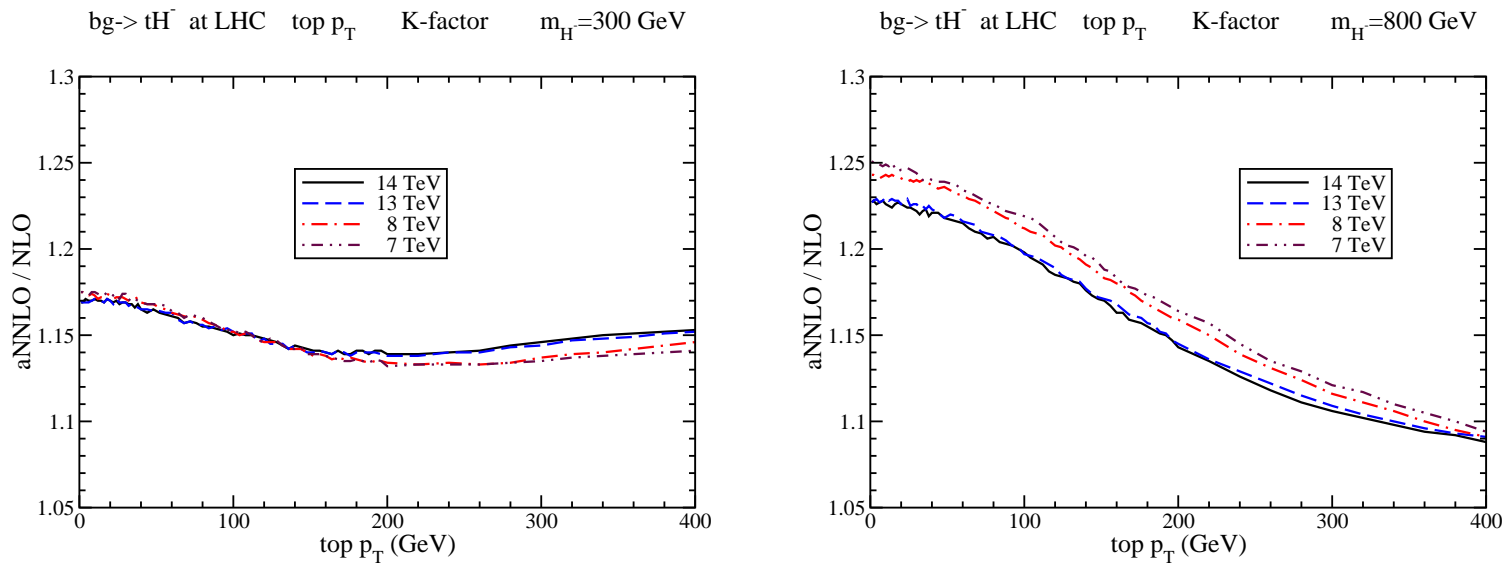 bg-> tH⁻ at LHC top p_T K-factor m_H⁻=300 GeV
1.3
1.25
1.2
1.15
1.1
1.05
aNNLO / NLO
14 TeV
13 TeV
8 TeV
7 TeV
0 100 200 300 400
top p_T (GeV)
bg-> tH⁻ at LHC top p_T K-factor m_H⁻=800 GeV
1.3
1.25
1.2
1.15
1.1
1.05
aNNLO / NLO
14 TeV
13 TeV
8 TeV
7 TeV
0 100 200 300 400
top p_T (GeV)